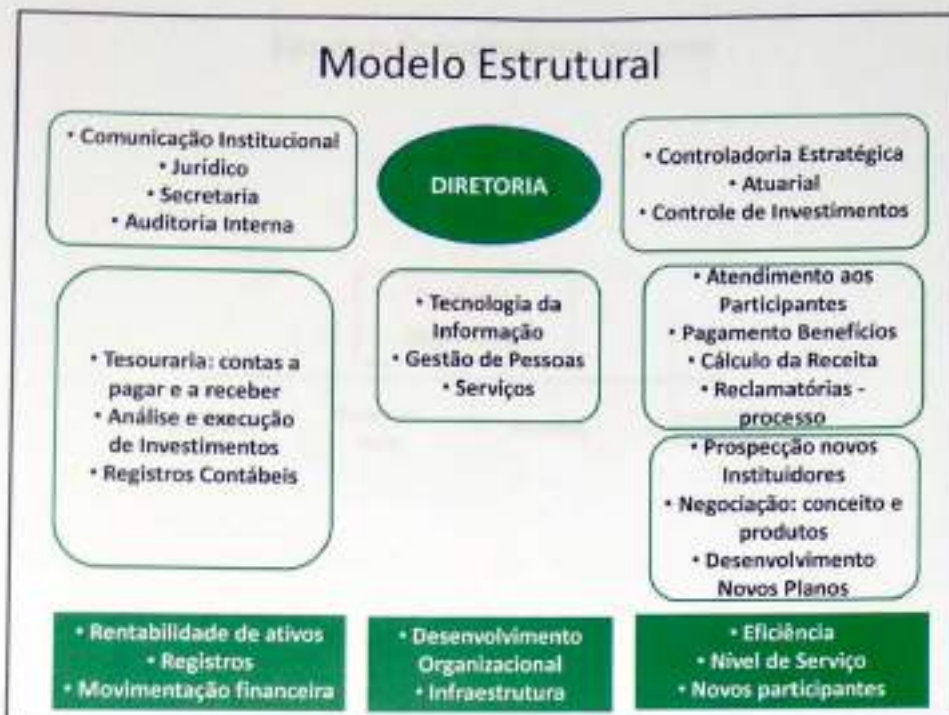 Modelo Estrutural
• Comunicação Institucional
• Jurídico
• Secretaria
• Auditoria Interna
DIRETORIA
• Controladoria Estratégica
• Atuarial
• Controle de Investimentos
• Tesouraria: contas a
pagar e a receber
• Análise e execução
de Investimentos
• Registros Contábeis
• Tecnologia da
Informação
• Gestão de Pessoas
• Serviços
• Atendimento aos
Participantes
• Pagamento Benefícios
• Cálculo da Receita
• Reclamatórias -
processo
• Prospecção novos
Instituidores
• Negociação: conceito e
produtos
• Desenvolvimento
Novos Planos
• Rentabilidade de ativos
• Registros
• Movimentação financeira
• Desenvolvimento
Organizacional
• Infraestrutura
• Eficiência
• Nível de Serviço
• Novos participantes